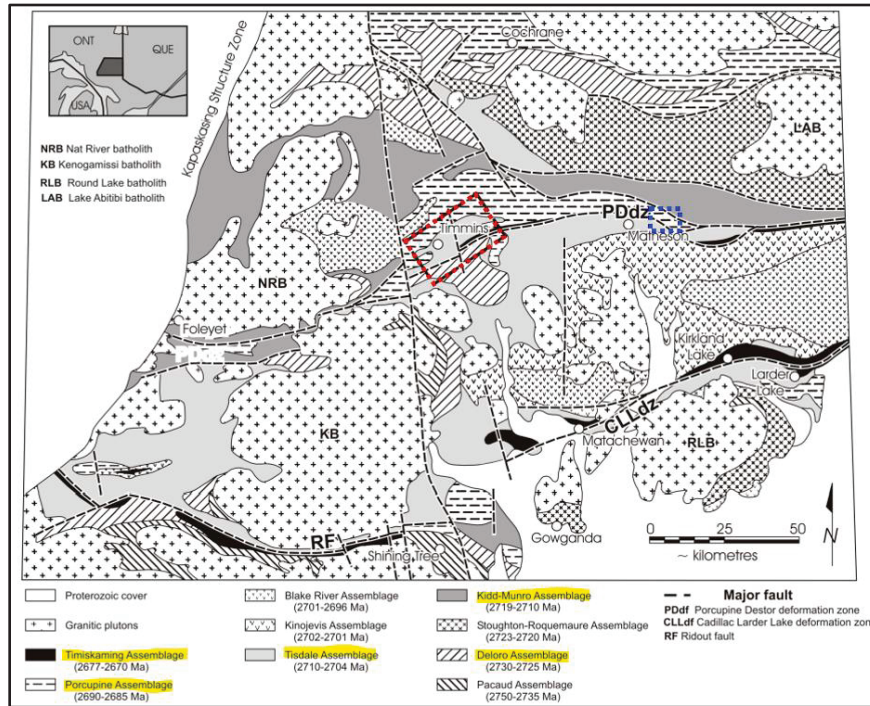 ONT
QUE
USA
Kapaskasing Structure Zone
Cochrane
LAB
NRB Nat River batholith
KB Kenogamissi batholith
RLB Round Lake batholith
LAB Lake Abitibi batholith
PDdz
Timmins
Matheson
NRB
Foleyet
PDdz
Kirkland
Lake
Larder
Lake
KB
CLLdz
Matachewan
RLB
RF
Shining Tree
Gowganda
0 25 50
~ kilometres
N
Proterozoic cover
Granitic plutons
Timiskaming Assemblage
(2677-2670 Ma)
Porcupine Assemblage
(2690-2685 Ma)
Blake River Assemblage
(2701-2696 Ma)
Kinojevis Assemblage
(2702-2701 Ma)
Tisdale Assemblage
(2710-2704 Ma)
Kidd-Munro Assemblage
(2719-2710 Ma)
Stoughton-Roquemaure Assemblage
(2723-2720 Ma)
Deloro Assemblage
(2730-2725 Ma)
Pacaud Assemblage
(2750-2735 Ma)
Major fault
PDdf Porcupine Destor deformation zone
CLLdf Cadillac Larder Lake deformation zon
RF Ridout fault